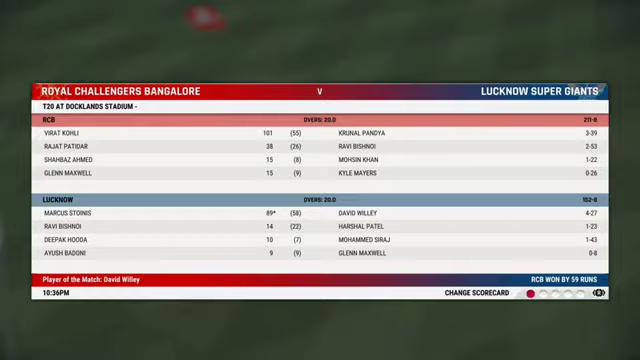 ROYAL CHALLENGERS BANGALORE V LUCKNOW SUPER GIANTS
T20 AT DOCKLANDS STADIUM -
RCB OVERS: 20.0 211-8
VIRAT KOHLI 101 (55) KRUNAL PANDYA 3-39
RAJAT PATIDAR 38 (26) RAVI BISHNOI 2-53
SHAHBAZ AHMED 15 (8) MOHSIN KHAN 1-22
GLENN MAXWELL 15 (9) KYLE MAYERS 0-26
LUCKNOW OVERS: 20.0 152-8
MARCUS STOINIS 89* (58) DAVID WILLEY 4-27
RAVI BISHNOI 14 (22) HARSHAL PATEL 1-23
DEEPAK HOODA 10 (7) MOHAMMED SIRAJ 1-43
AYUSH BADONI 9 (9) GLENN MAXWELL 0-8
Player of the Match: David Willey RCB WON BY 59 RUNS
10:36PM CHANGE SCORECARD R